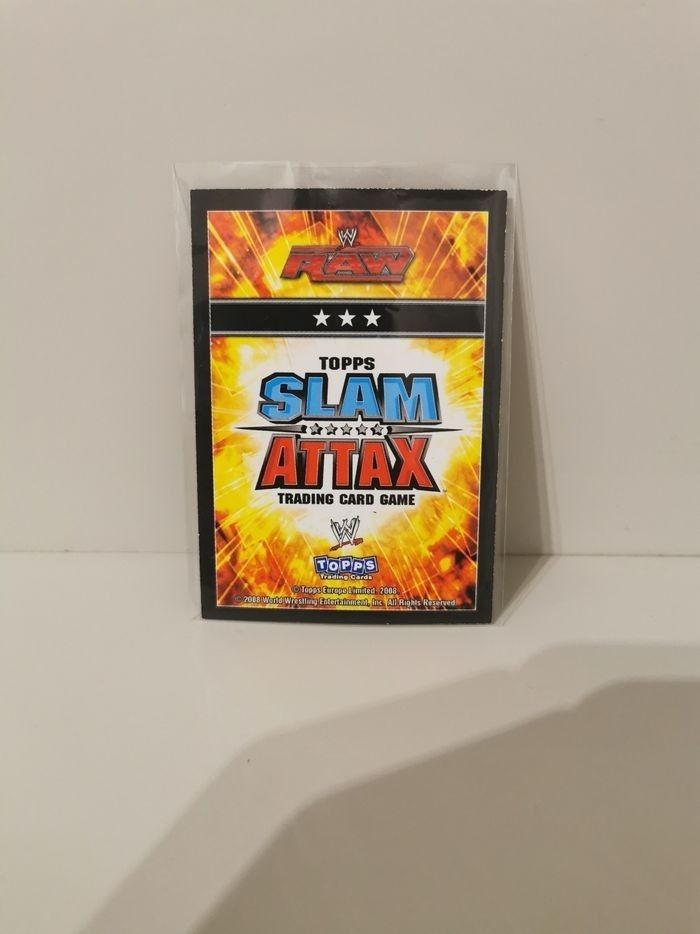 W
RAW
TOPPS
SLAM
ATTAX
TRADING CARD GAME
W
TOPPS
Trading Cards
© Topps Europe Limited, 2008
© 2008 World Wrestling Entertainment, Inc. All Rights Reserved.